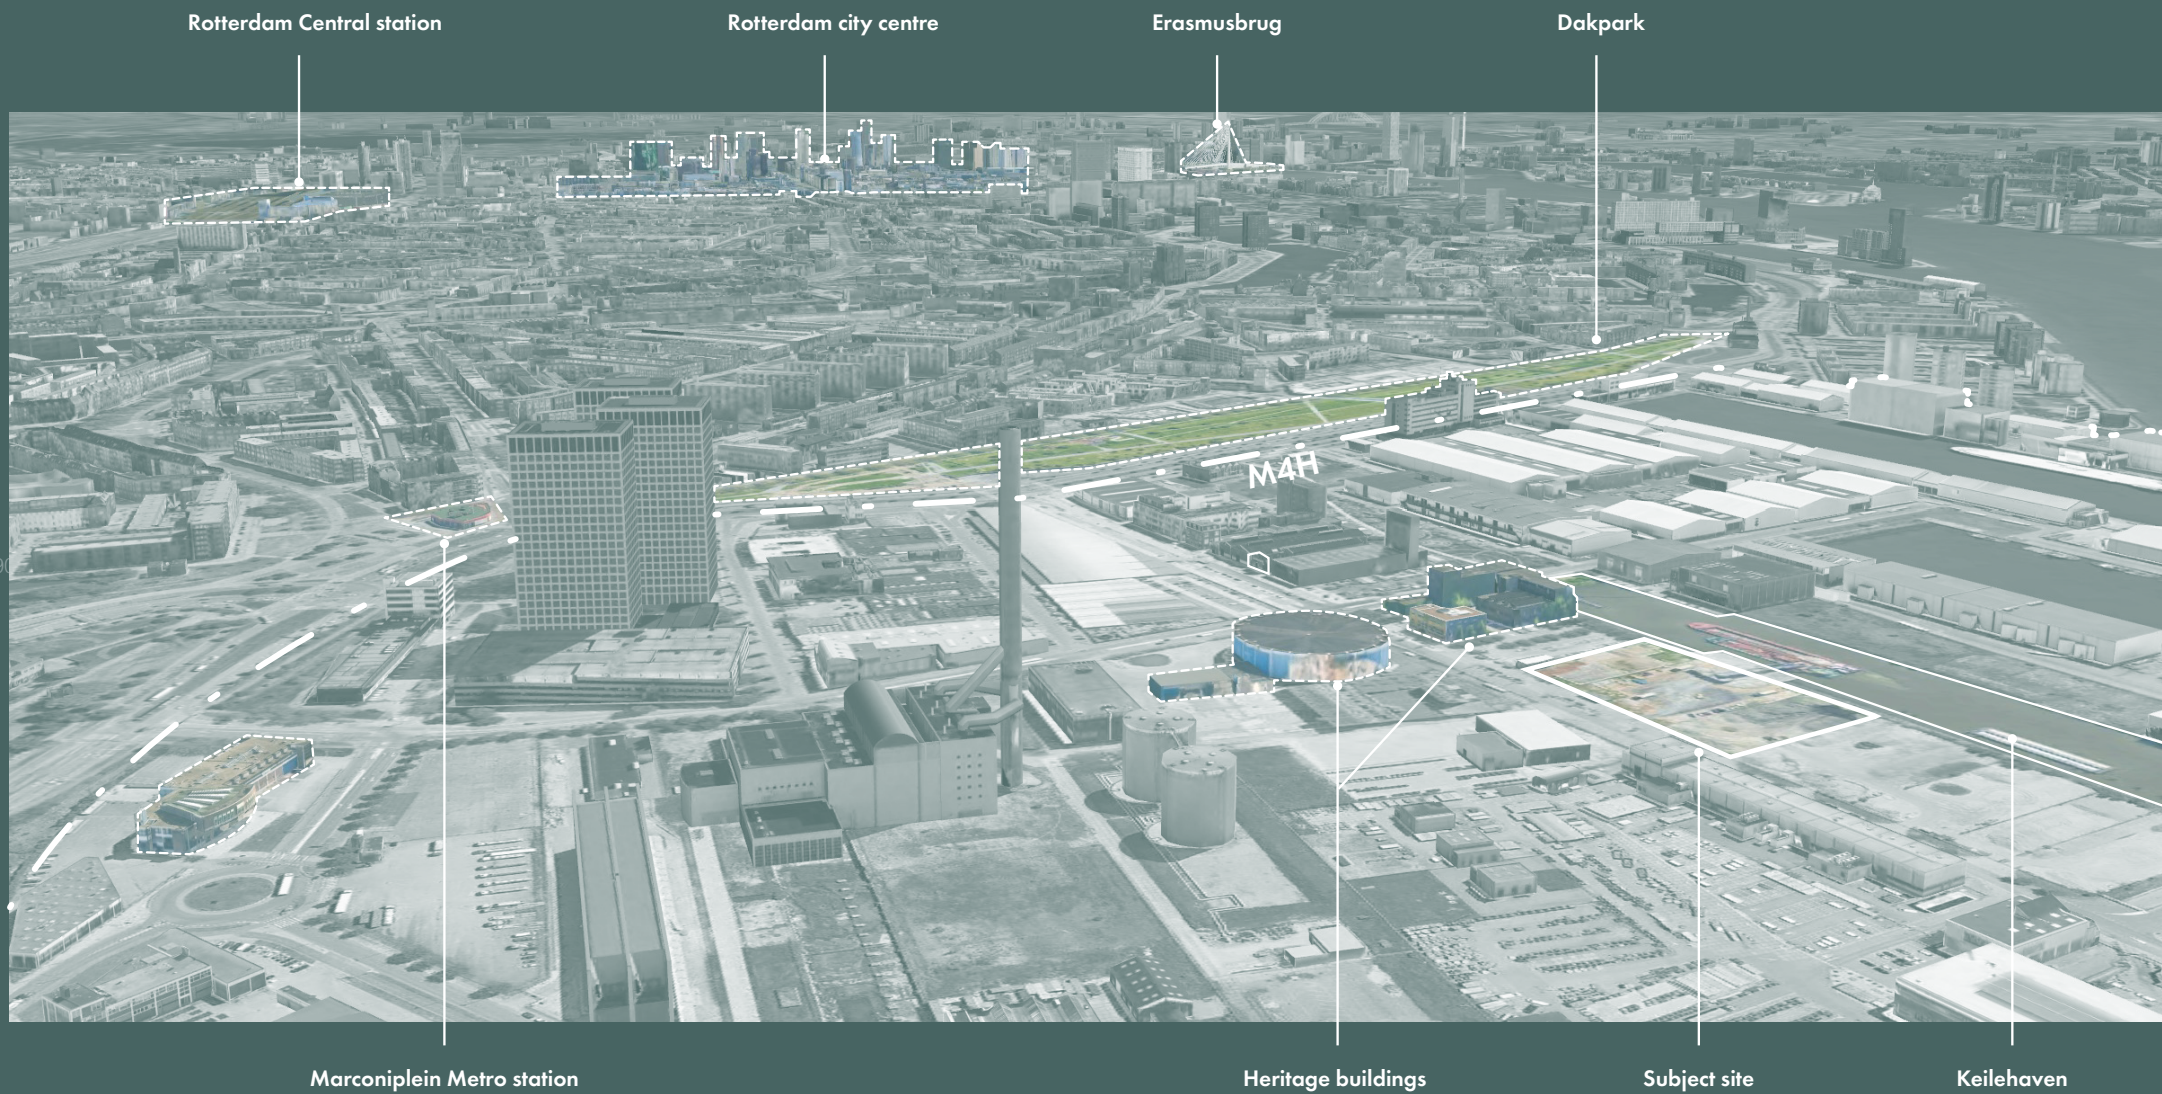 Rotterdam Central station
Rotterdam city centre
Erasmusbrug
Dakpark
M4H
Marconiplein Metro station
Heritage buildings
Subject site
Keilehaven